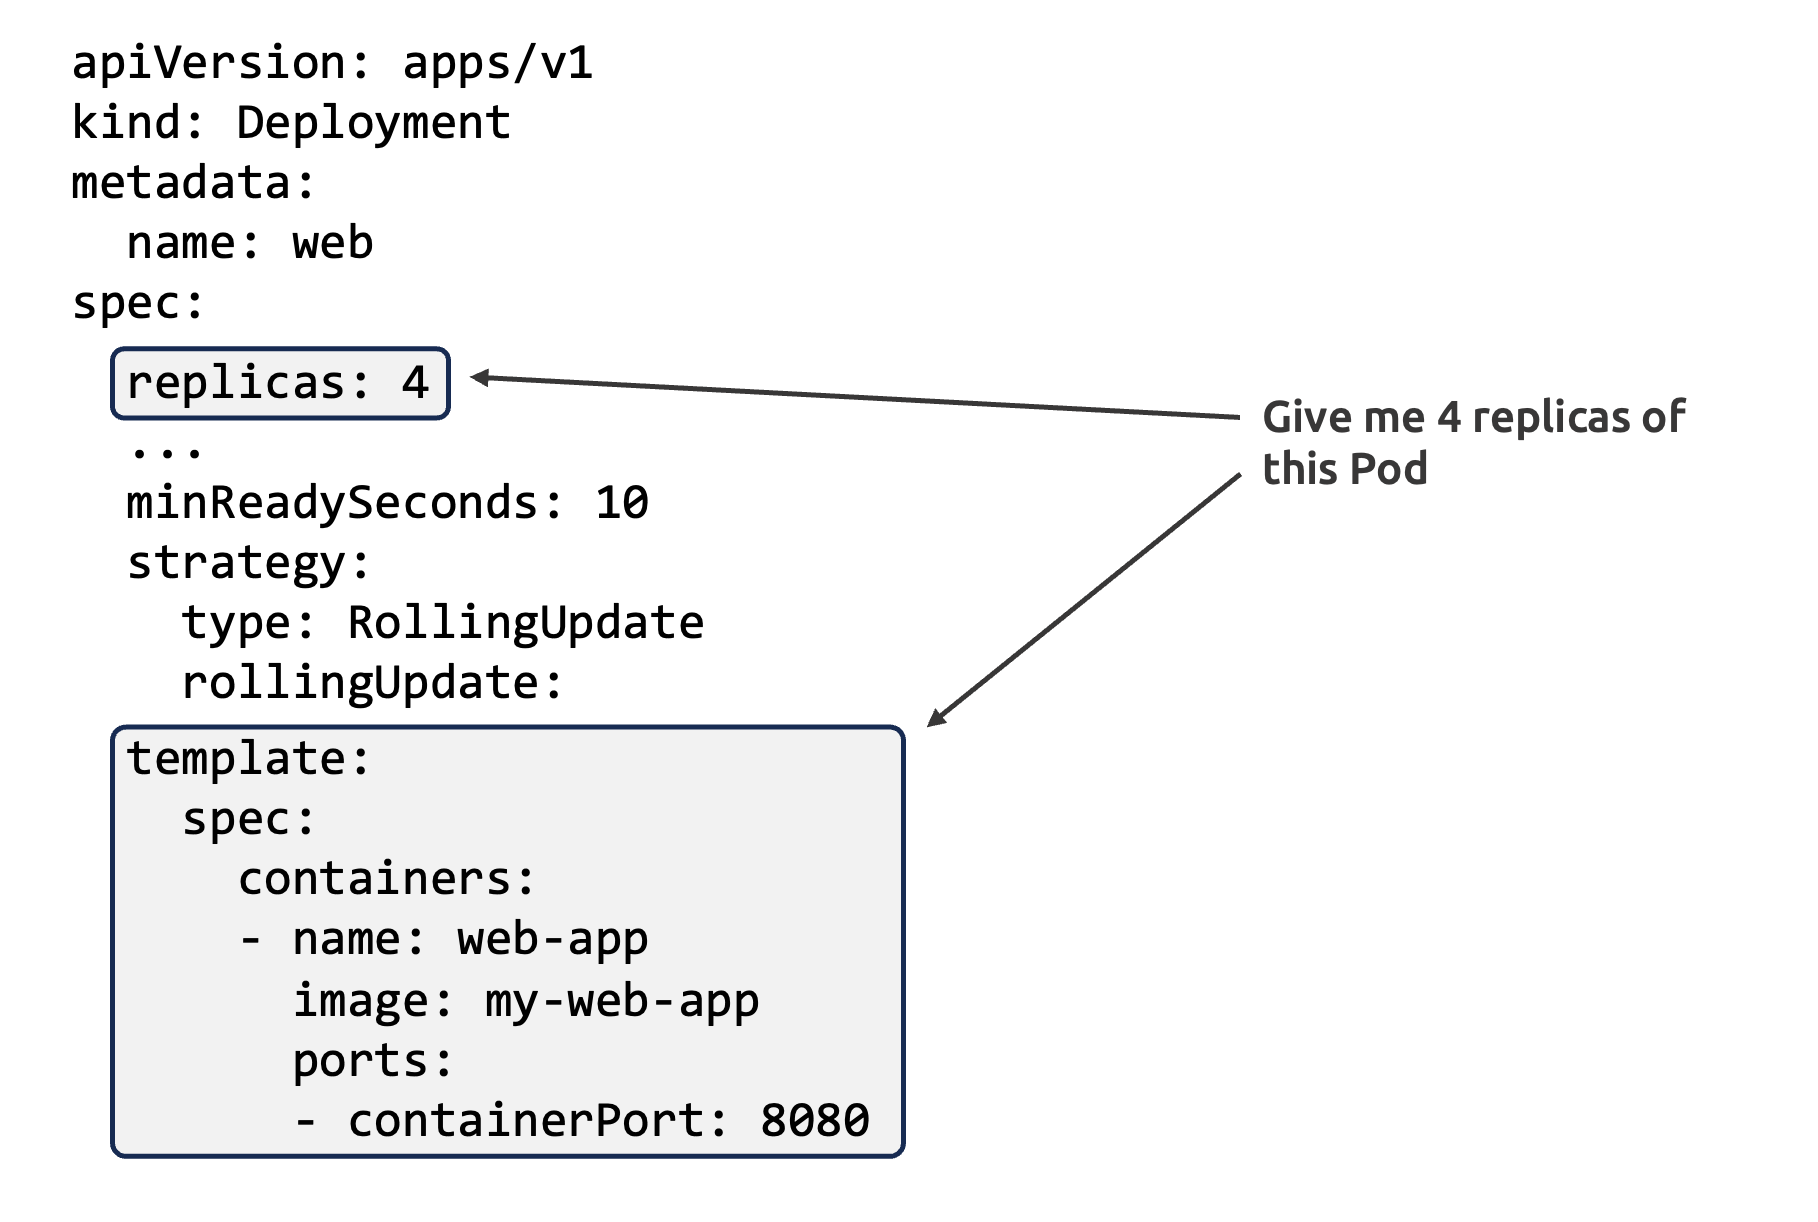 apiVersion: apps/v1
kind: Deployment
metadata:
  name: web
spec:
  replicas: 4
  ...
  minReadySeconds: 10
  strategy:
    type: RollingUpdate
    rollingUpdate:
  template:
    spec:
      containers:
      - name: web-app
        image: my-web-app
        ports:
        - containerPort: 8080
Give me 4 replicas of
this Pod